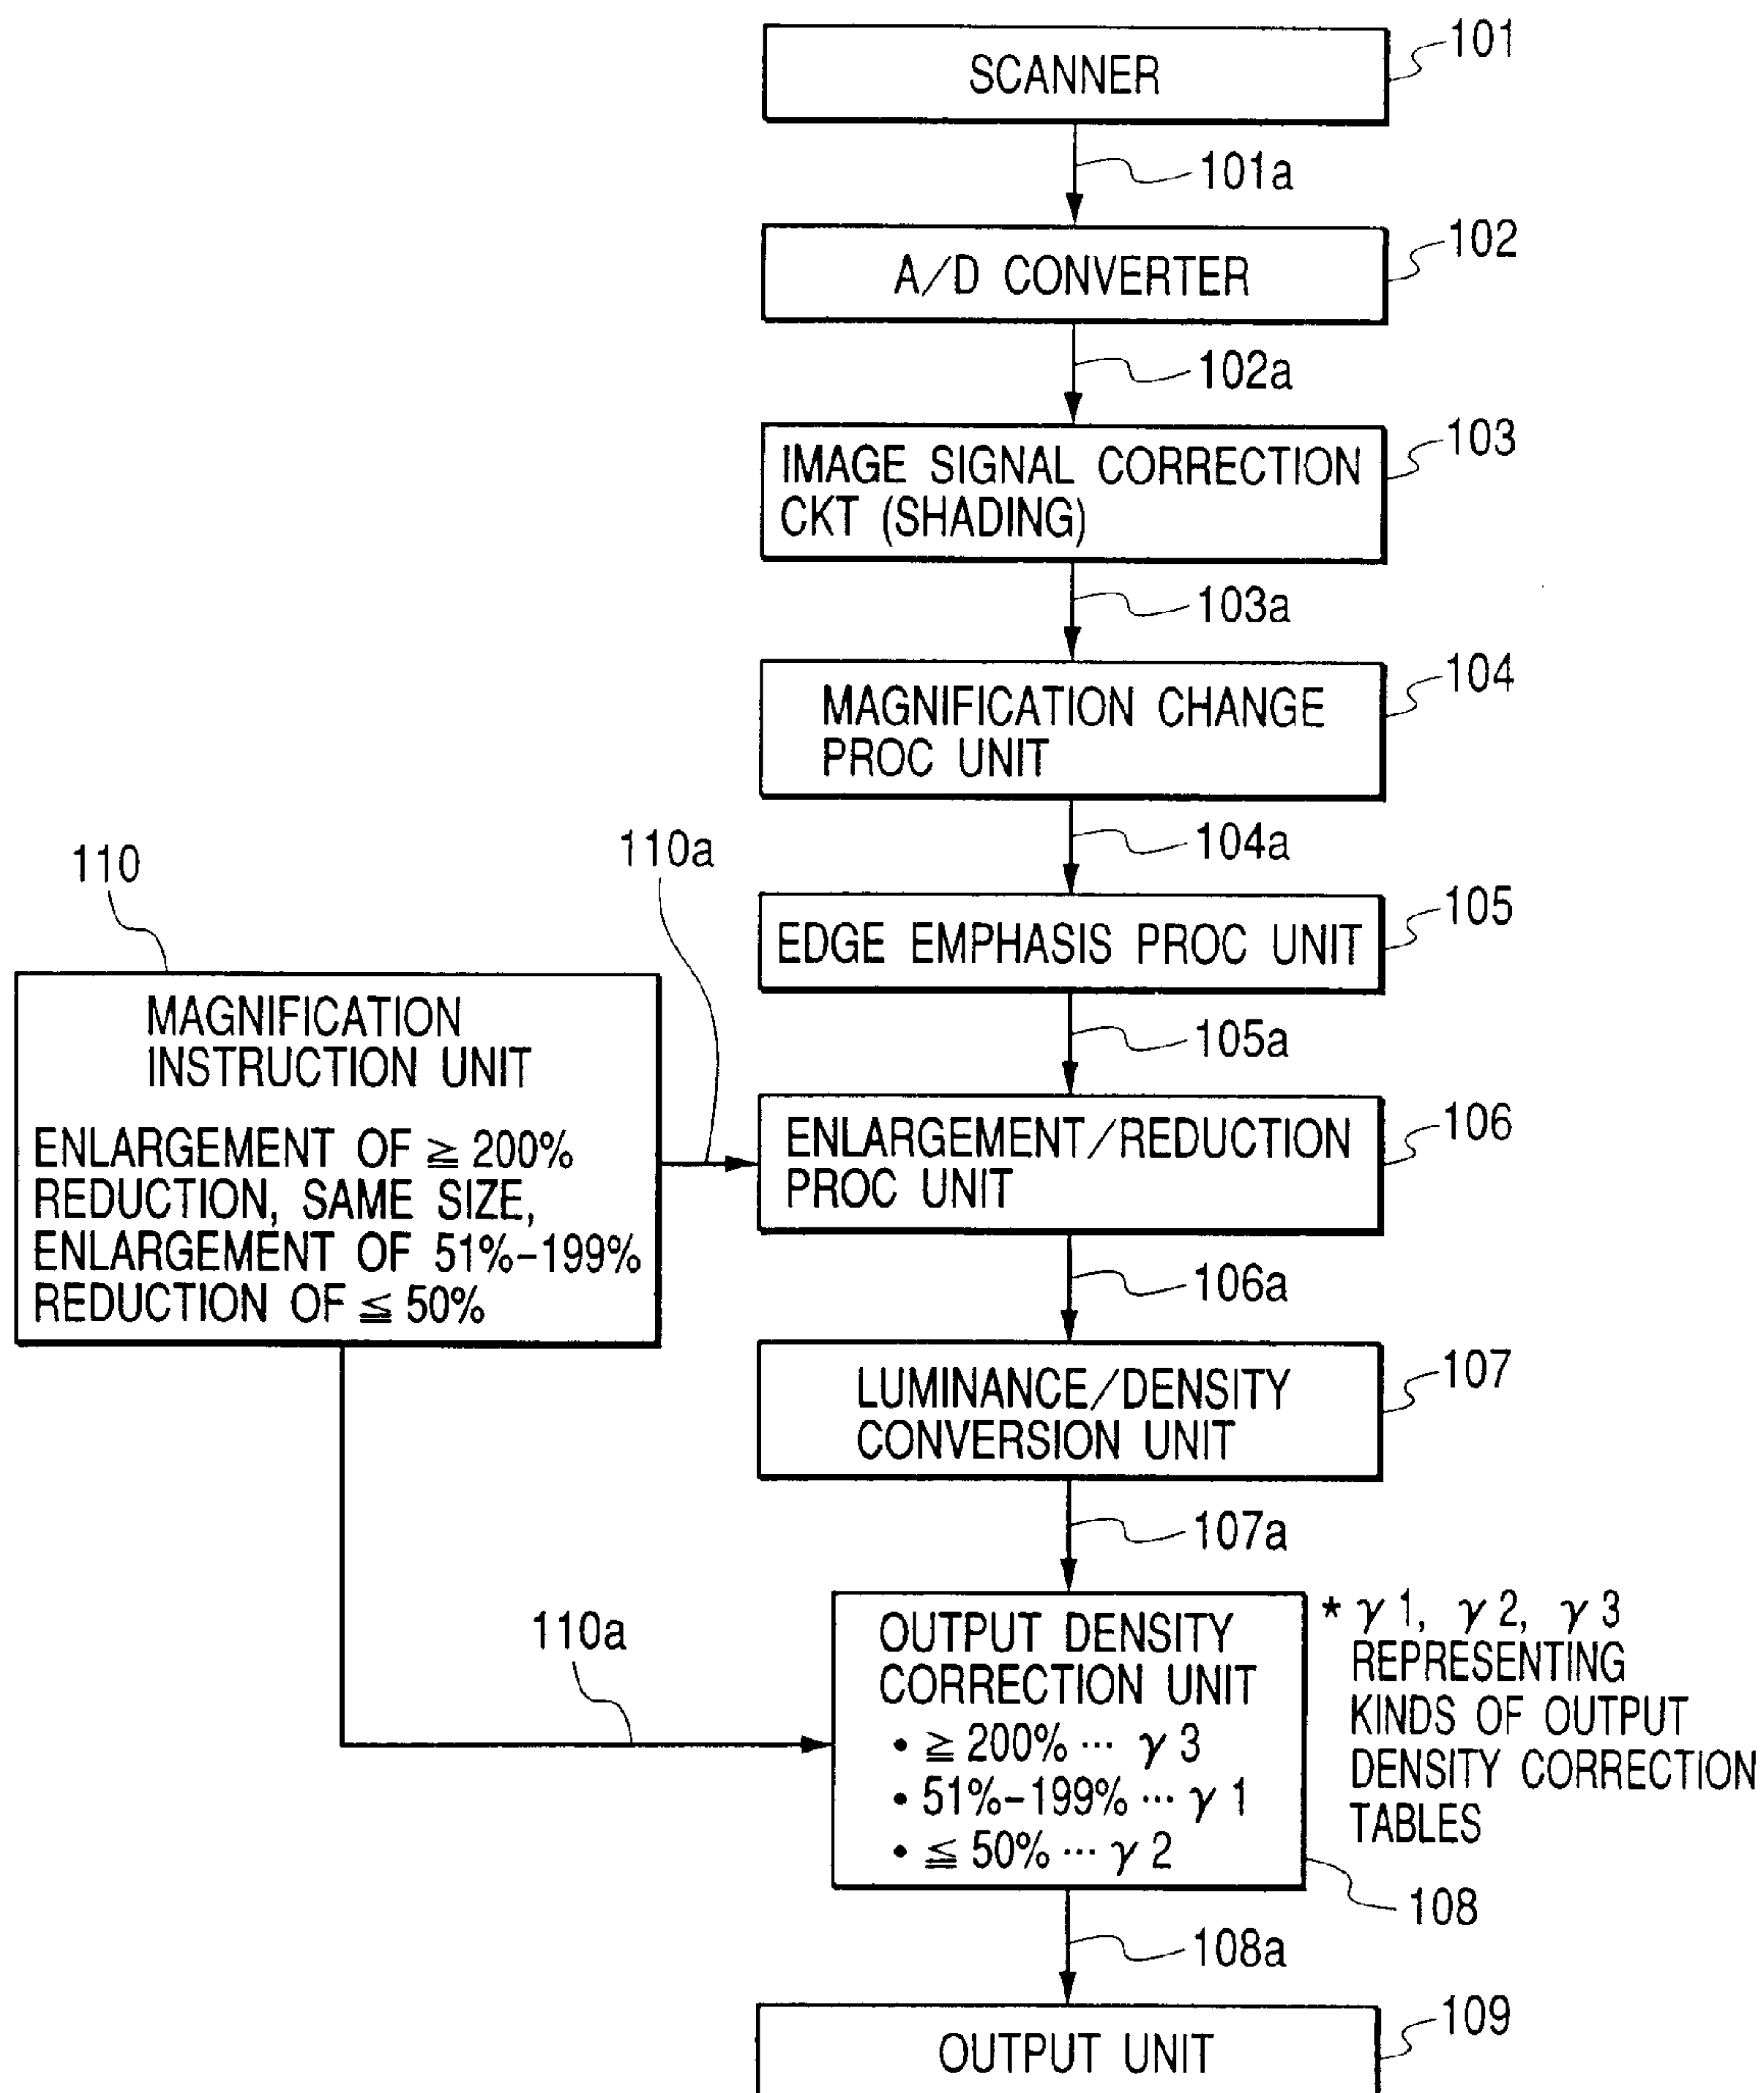 SCANNER
101
101a
A/D CONVERTER
102
102a
IMAGE SIGNAL CORRECTION
CKT (SHADING)
103
103a
MAGNIFICATION CHANGE
PROC UNIT
104
104a
EDGE EMPHASIS PROC UNIT
105
105a
110
110a
MAGNIFICATION
INSTRUCTION UNIT
ENLARGEMENT OF ≧ 200%
REDUCTION, SAME SIZE,
ENLARGEMENT OF 51%-199%
REDUCTION OF ≦ 50%
ENLARGEMENT/REDUCTION
PROC UNIT
106
106a
LUMINANCE/DENSITY
CONVERSION UNIT
107
107a
110a
OUTPUT DENSITY
CORRECTION UNIT
• ≧ 200% ··· γ 3
• 51%-199% ··· γ 1
• ≦ 50% ··· γ 2
* γ 1, γ 2, γ 3
REPRESENTING
KINDS OF OUTPUT
DENSITY CORRECTION
TABLES
108
108a
OUTPUT UNIT
109